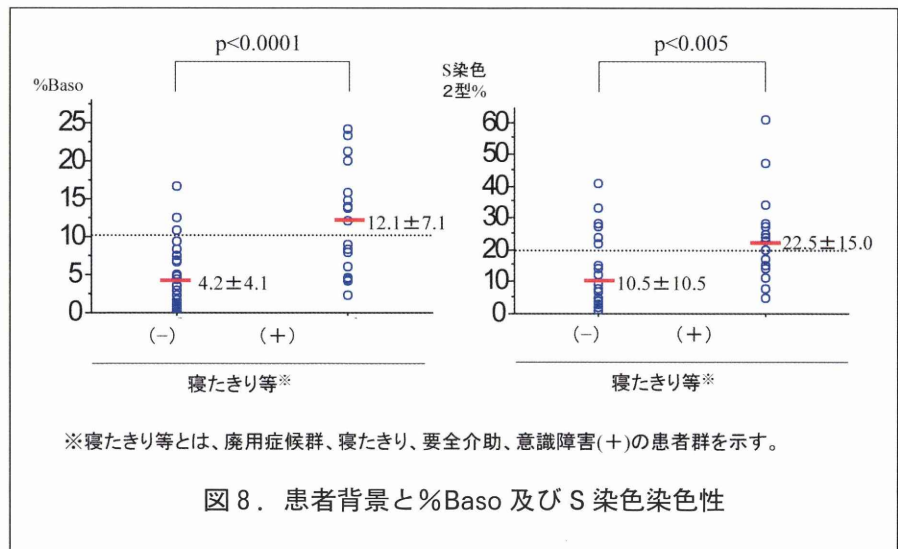 p<0.0001
%Baso
25
20
15
10
5
0
12.1±7.1
4.2±4.1
(-)
(+)
寝たきり等※
p<0.005
S染色
2型%
60
50
40
30
20
10
0
22.5±15.0
10.5±10.5
(-)
(+)
寝たきり等※
※寝たきり等とは、廃用症候群、寝たきり、要全介助、意識障害(+)の患者群を示す。
図8．患者背景と%Baso 及び S 染色染色性